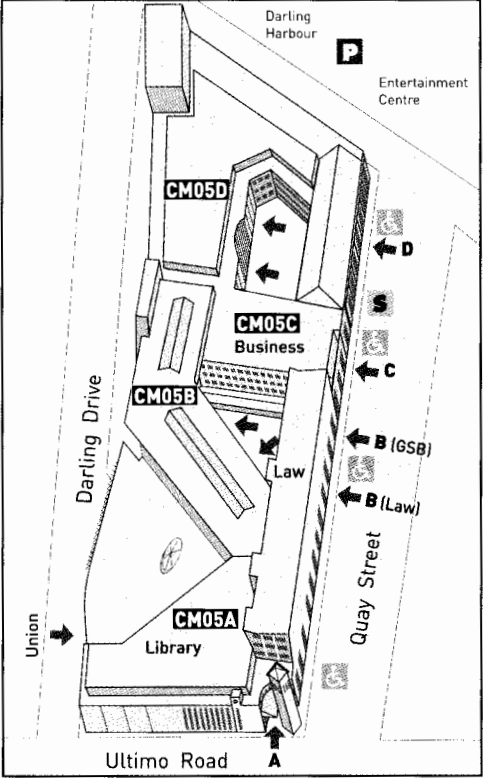 Darling
Harbour
P
Entertainment
Centre
CM05D
D
S
CM05C
Business
C
CM05B
Darling Drive
B (GSB)
Law
B (Law)
Quay Street
CM05A
Library
Union
Ultimo Road
A